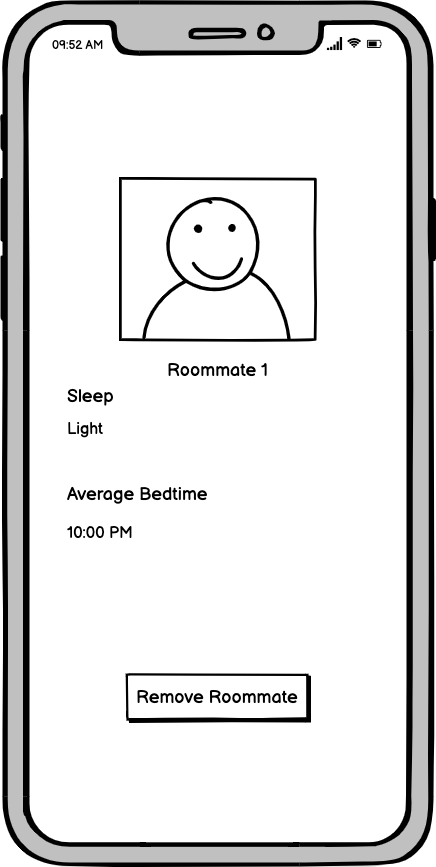 09:52 AM
Roommate 1
Sleep
Light
Average Bedtime
10:00 PM
Remove Roommate